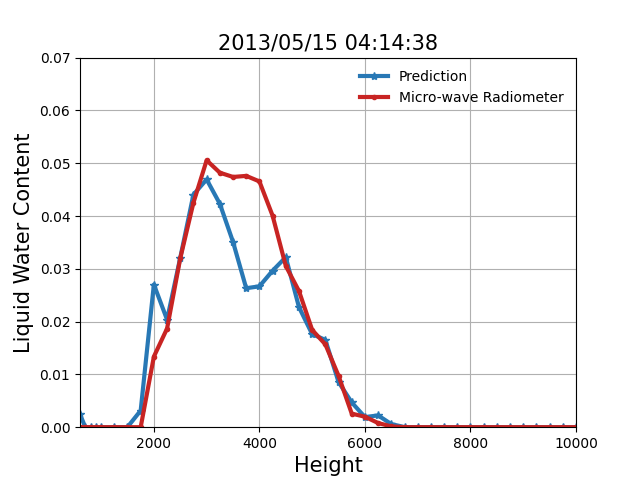 2013/05/15 04:14:38
0.07
0.06
0.05
0.04
0.03
0.02
0.01
0.00
Liquid Water Content
Prediction
Micro-wave Radiometer
2000 4000 6000 8000 10000
Height